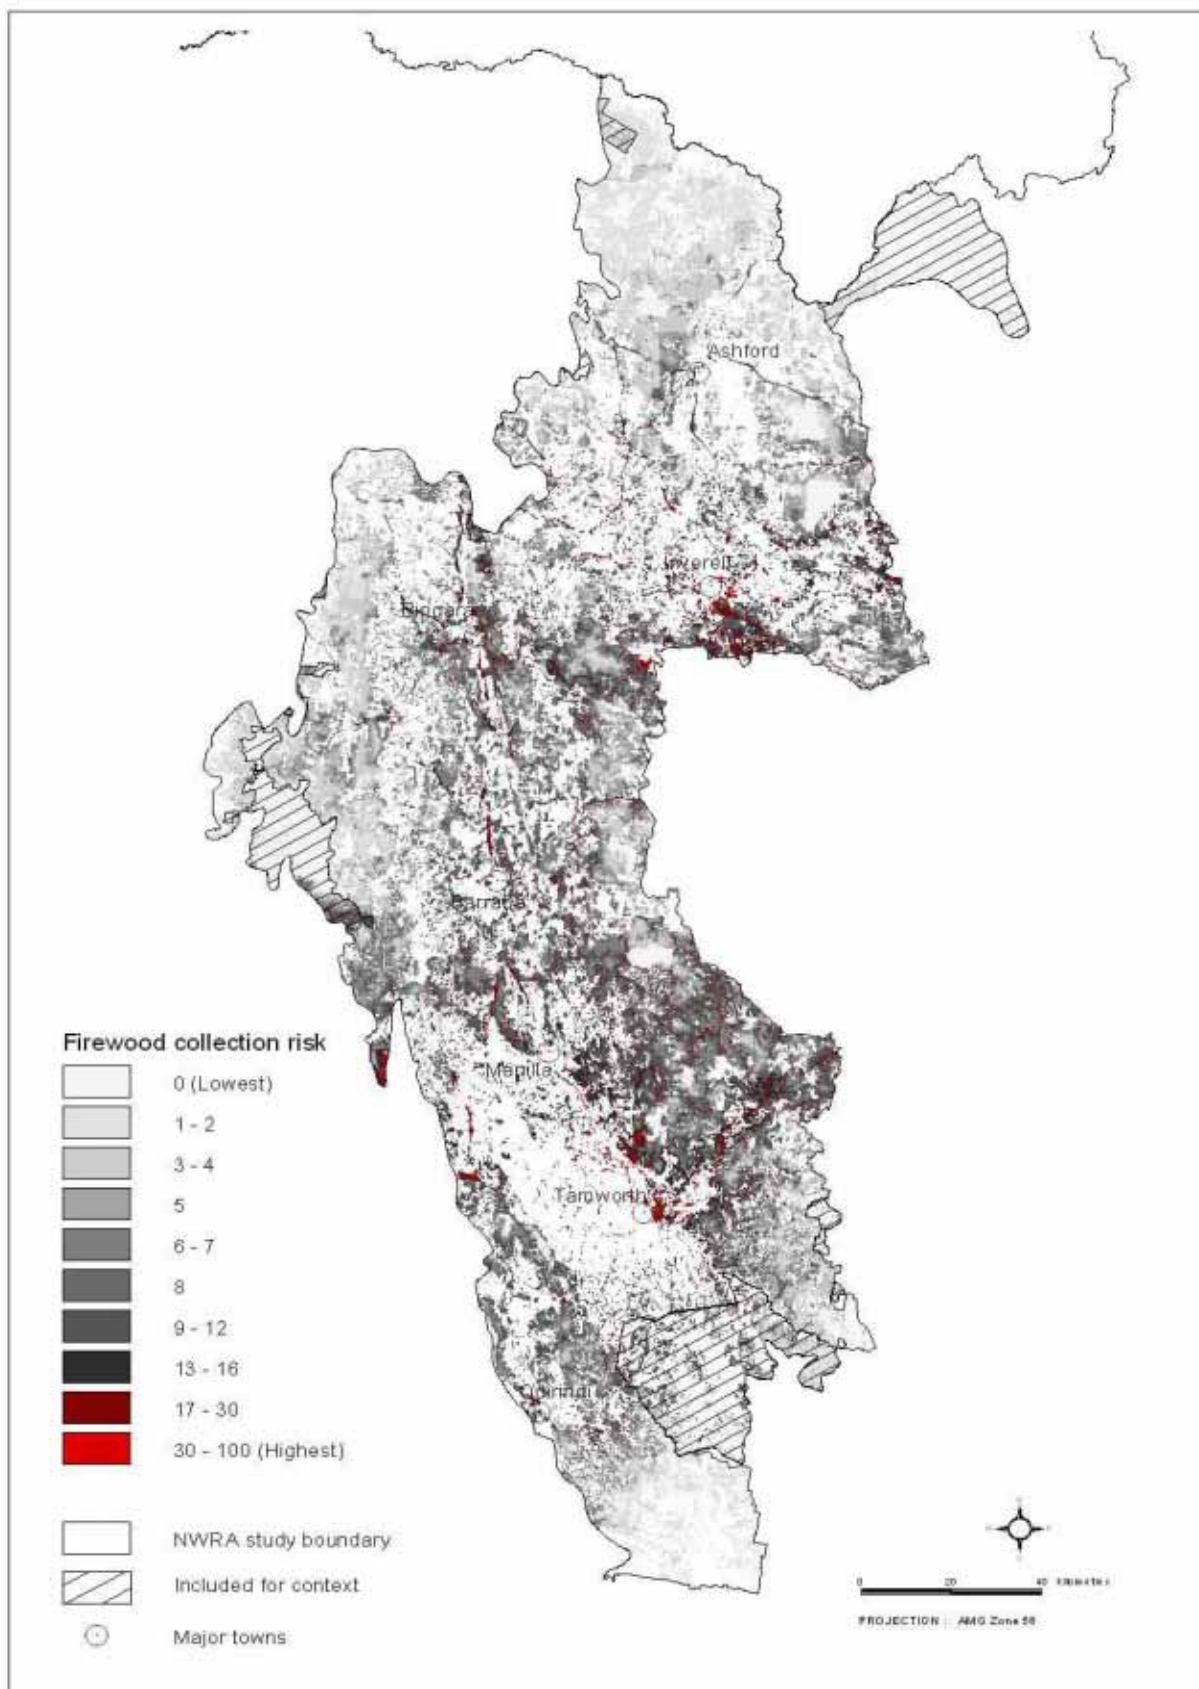 Ashford
Inverell
Bingara
Barraba
Manilla
Tamworth
Quirindi
Firewood collection risk
0 (Lowest)
1 - 2
3 - 4
5
6 - 7
8
9 - 12
13 - 16
17 - 30
30 - 100 (Highest)
NWRA study boundary
Included for context
Major towns
0 20 40 Kilometres
PROJECTION : AMG Zone 56